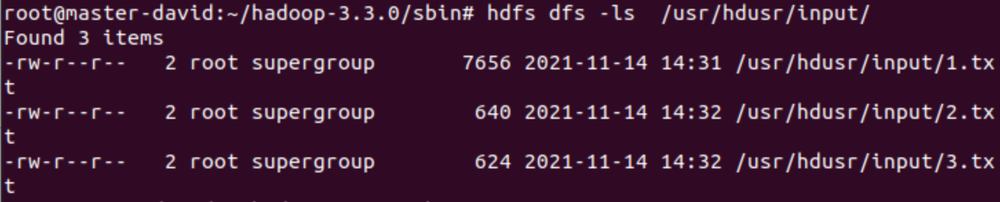 root@master-david:~/hadoop-3.3.0/sbin# hdfs dfs -ls  /usr/hdusr/input/
Found 3 items
-rw-r--r--   2 root supergroup       7656 2021-11-14 14:31 /usr/hdusr/input/1.tx
t
-rw-r--r--   2 root supergroup        640 2021-11-14 14:32 /usr/hdusr/input/2.tx
t
-rw-r--r--   2 root supergroup        624 2021-11-14 14:32 /usr/hdusr/input/3.tx
t